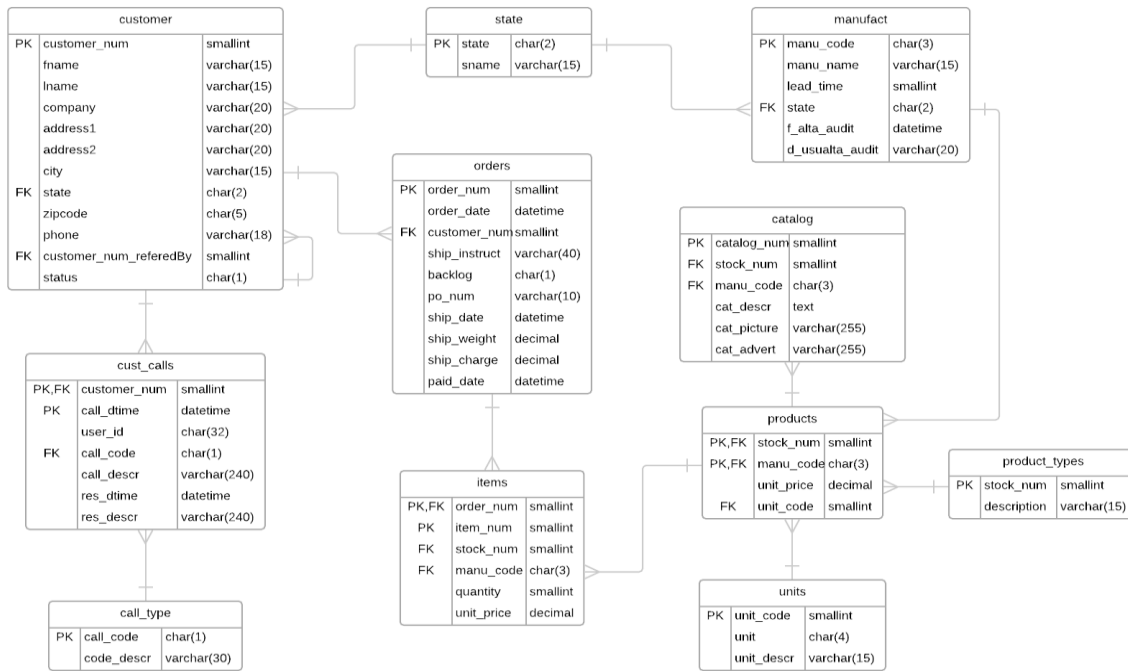 customer
PK customer_num smallint
fname varchar(15)
lname varchar(15)
company varchar(20)
address1 varchar(20)
address2 varchar(20)
city varchar(15)
FK state char(2)
zipcode char(5)
phone varchar(18)
FK customer_num_referedBy smallint
status char(1)
state
PK state char(2)
sname varchar(15)
manufact
PK manu_code char(3)
manu_name varchar(15)
lead_time smallint
FK state char(2)
f_alta_audit datetime
d_usualta_audit varchar(20)
orders
PK order_num smallint
order_date datetime
FK customer_num smallint
ship_instruct varchar(40)
backlog char(1)
po_num varchar(10)
ship_date datetime
ship_weight decimal
ship_charge decimal
paid_date datetime
catalog
PK catalog_num smallint
FK stock_num smallint
FK manu_code char(3)
cat_descr text
cat_picture varchar(255)
cat_advert varchar(255)
cust_calls
PK,FK customer_num smallint
PK call_dtime datetime
user_id char(32)
FK call_code char(1)
call_descr varchar(240)
res_dtime datetime
res_descr varchar(240)
items
PK,FK order_num smallint
PK item_num smallint
FK stock_num smallint
FK manu_code char(3)
quantity smallint
unit_price decimal
products
PK,FK stock_num smallint
PK,FK manu_code char(3)
unit_price decimal
FK unit_code smallint
product_types
PK stock_num smallint
description varchar(15)
call_type
PK call_code char(1)
code_descr varchar(30)
units
PK unit_code smallint
unit char(4)
unit_descr varchar(15)